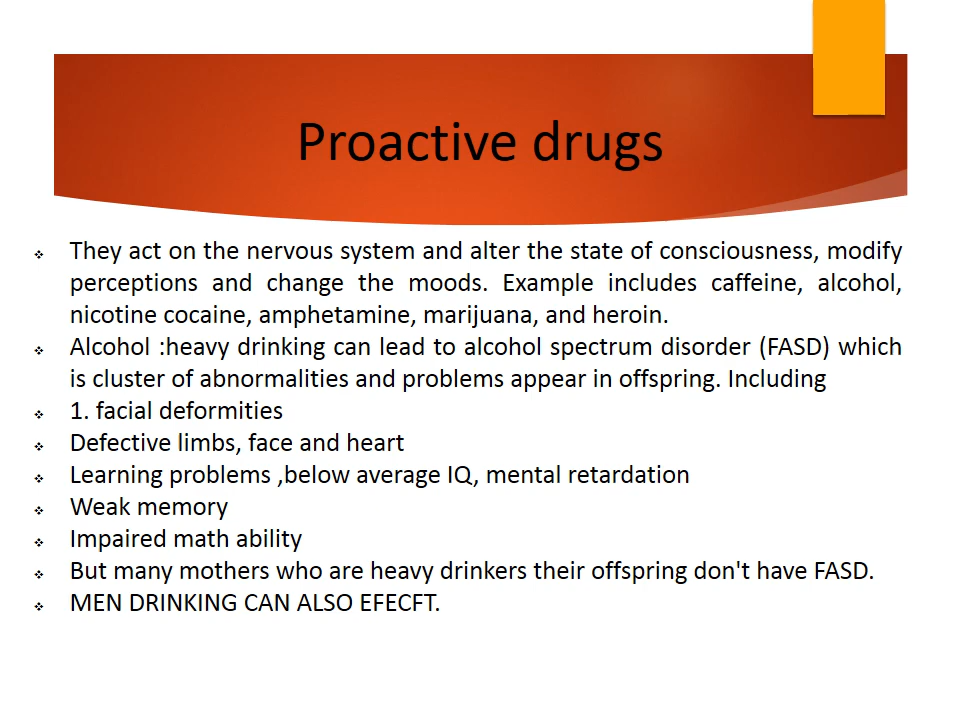 Proactive drugs
They act on the nervous system and alter the state of consciousness, modify
perceptions and change the moods. Example includes caffeine, alcohol,
nicotine cocaine, amphetamine, marijuana, and heroin.
Alcohol :heavy drinking can lead to alcohol spectrum disorder (FASD) which
is cluster of abnormalities and problems appear in offspring. Including
1. facial deformities
Defective limbs, face and heart
Learning problems ,below average IQ, mental retardation
Weak memory
Impaired math ability
But many mothers who are heavy drinkers their offspring don't have FASD.
MEN DRINKING CAN ALSO EFECFT.